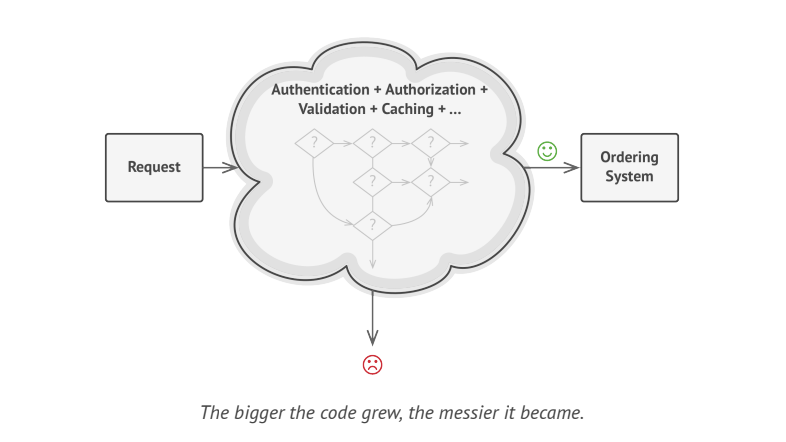 Authentication + Authorization +
Validation + Caching + ...
? ? ?
Request
Ordering
System
? ?
?
The bigger the code grew, the messier it became.